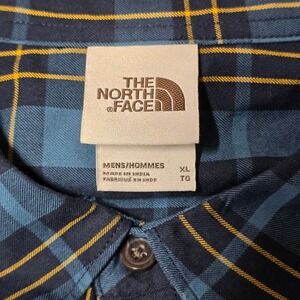 THE
NORTH
FACE
MENS/HOMMES XL
MADE IN INDIA TG
FABRIQUÉ EN INDE